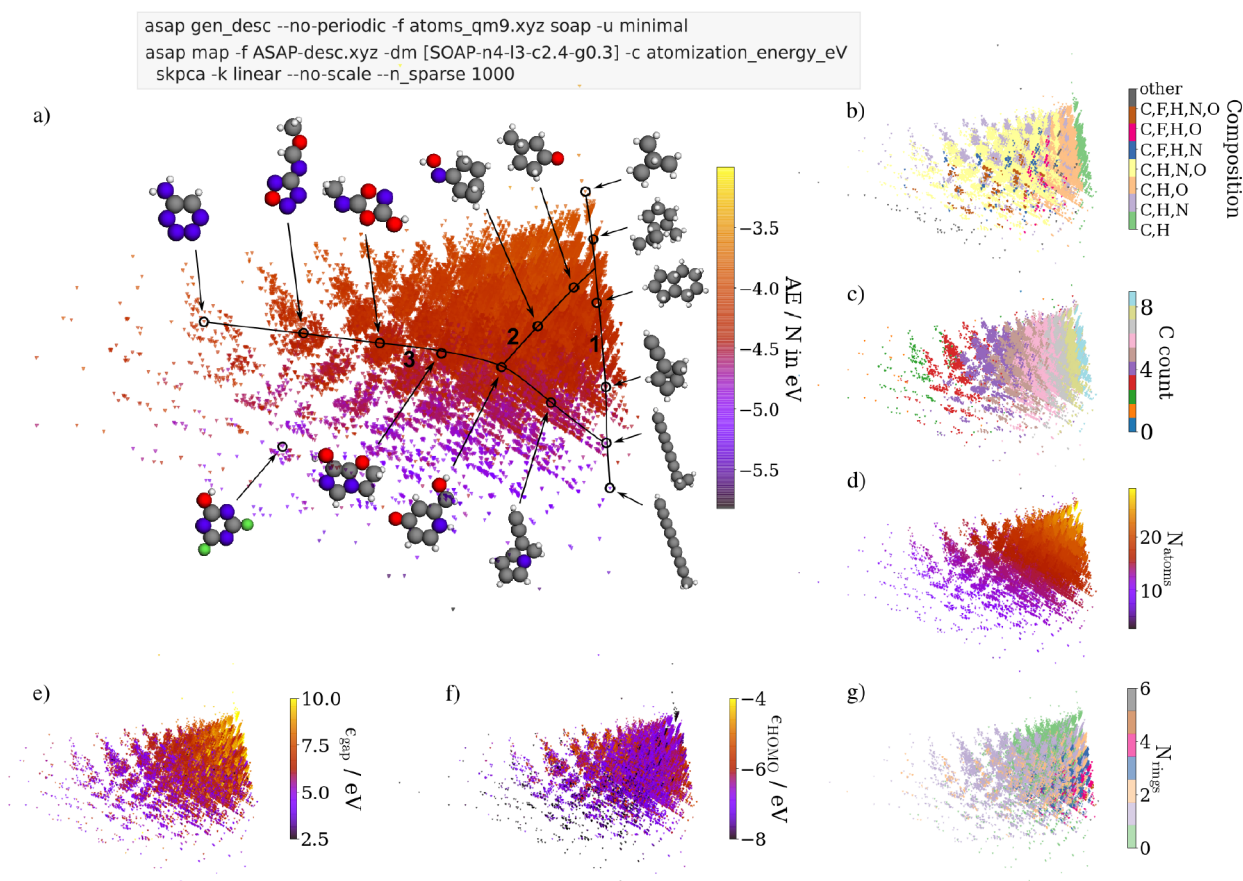 asap gen_desc --no-periodic -f atoms_qm9.xyz soap -u minimal
asap map -f ASAP-desc.xyz -dm [SOAP-n4-l3-c2.4-g0.3] -c atomization_energy_eV
skpca -k linear --no-scale --n_sparse 1000
a)
1
2
3
−3.5
−4.0
−4.5
−5.0
−5.5
AE / N in eV
b)
other
C,F,H,N,O
C,F,H,O
C,F,H,N
C,H,N,O
C,H,O
C,H,N
C,H
Composition
c)
8
4
0
C count
d)
20
10
N_atoms
e)
10.0
7.5
5.0
2.5
ϵ_gap / eV
f)
−4
−6
−8
ϵ_HOMO / eV
g)
6
4
2
0
N_rings